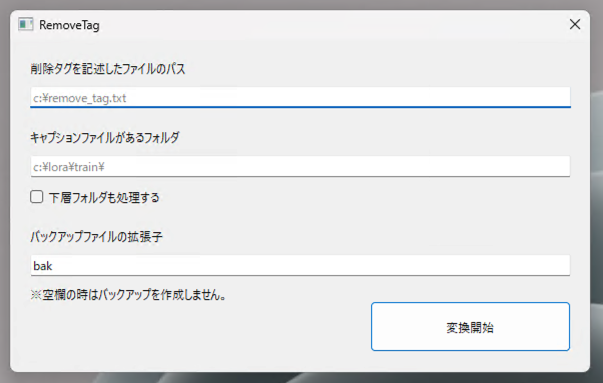 RemoveTag
削除タグを記述したファイルのパス
c:¥remove_tag.txt
キャプションファイルがあるフォルダ
c:¥lora¥train¥
下層フォルダも処理する
バックアップファイルの拡張子
bak
※空欄の時はバックアップを作成しません。
変換開始